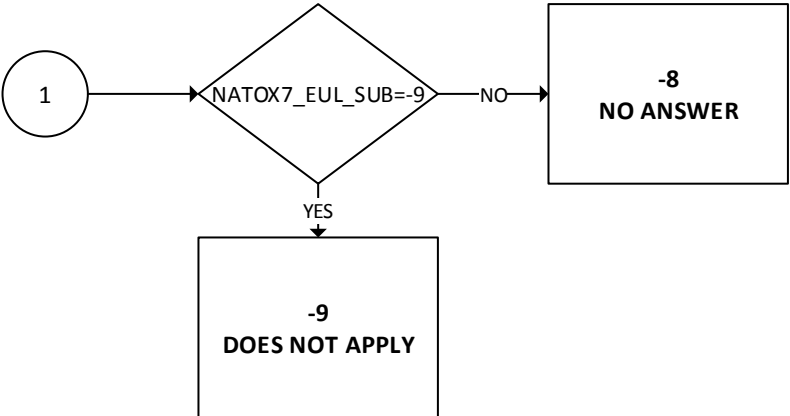 1
NATOX7_EUL_SUB=-9
NO
-8
NO ANSWER
YES
-9
DOES NOT APPLY